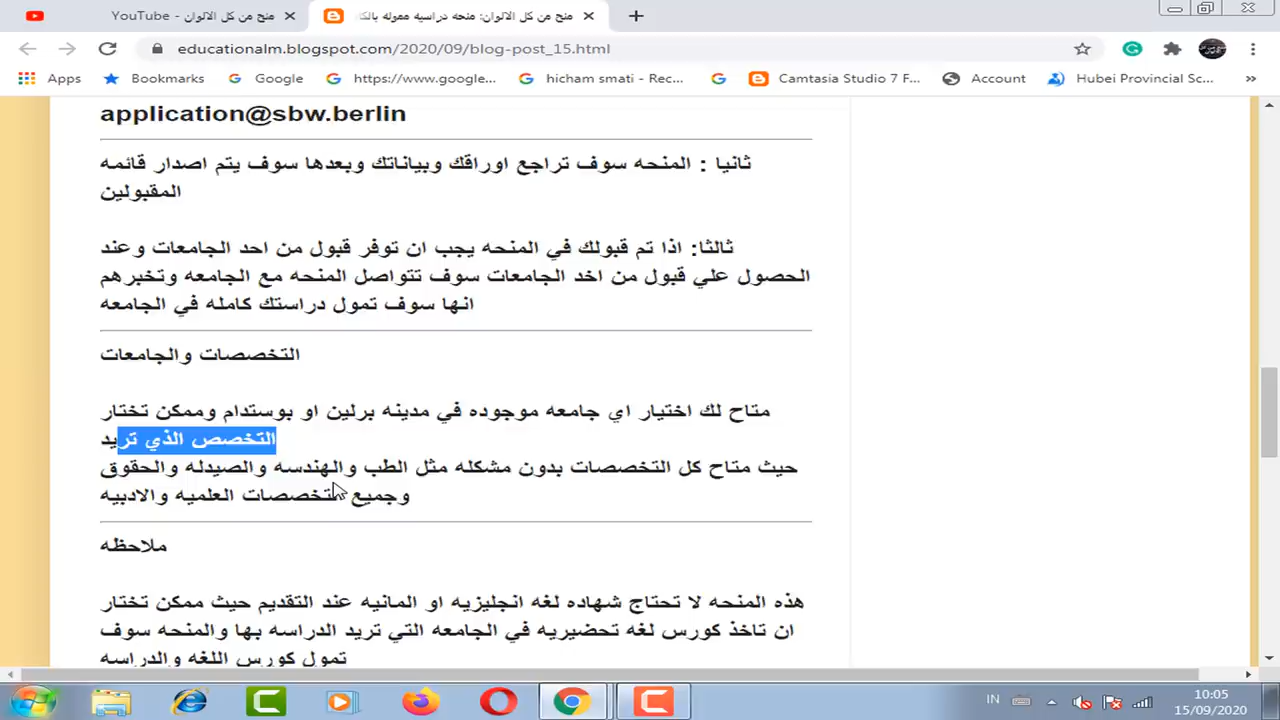 منح من كل الالوان - YouTube
منح من كل الالوان: منحه دراسيه ممولة بالكا
educationalm.blogspot.com/2020/09/blog-post_15.html
Apps
Bookmarks
Google
https://www.google...
hicham smati - Rec...
Camtasia Studio 7 F...
Account
Hubei Provincial Sc...
»
application@sbw.berlin
ثانيا : المنحه سوف تراجع اوراقك وبياناتك وبعدها سوف يتم اصدار قائمه
المقبولين
ثالثا: اذا تم قبولك في المنحه يجب ان توفر قبول من احد الجامعات وعند
الحصول علي قبول من اخد الجامعات سوف تتواصل المنحه مع الجامعه وتخبرهم
انها سوف تمول دراستك كامله في الجامعه
التخصصات والجامعات
متاح لك اختيار اي جامعه موجوده في مدينه برلين او بوستدام وممكن تختار
التخصص الذي تريد
حيث متاح كل التخصصات بدون مشكله مثل الطب والهندسه والصيدله والحقوق
وجميع التخصصات العلميه والادبيه
ملاحظه
هذه المنحه لا تحتاج شهاده لغه انجليزيه او المانيه عند التقديم حيث ممكن تختار
ان تاخذ كورس لغه تحضيريه في الجامعه التي تريد الدراسه بها والمنحه سوف
تمول كورس اللغه والدراسه
IN
10:05
15/09/2020